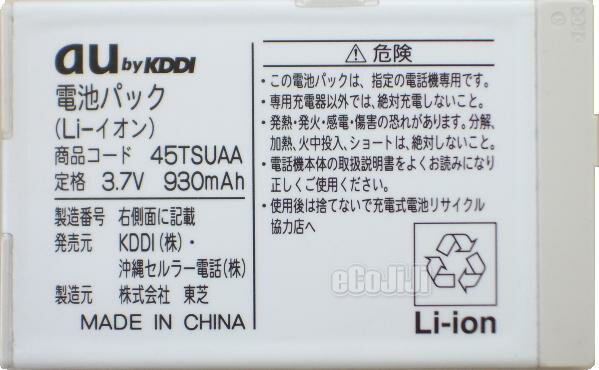 au by KDDI
電池パック
(Li-イオン)
商品コード 45TSUAA
定格 3.7V 930mAh
製造番号 右側面に記載
発売元 KDDI(株)・
沖縄セルラー電話(株)
製造元 株式会社 東芝
MADE IN CHINA
⚠危険
・この電池パックは、指定の電話機専用です。
・専用充電器以外では、絶対充電しないこと。
・発熱・発火・感電・傷害の恐れがあります。分解、
加熱、火中投入、ショートは、絶対しないこと。
・電話機本体の取扱説明書をよくお読みになり
正しくご使用ください。
・使用後は捨てないで充電式電池リサイクル
協力店へ
eCoJiJi
Li-ion